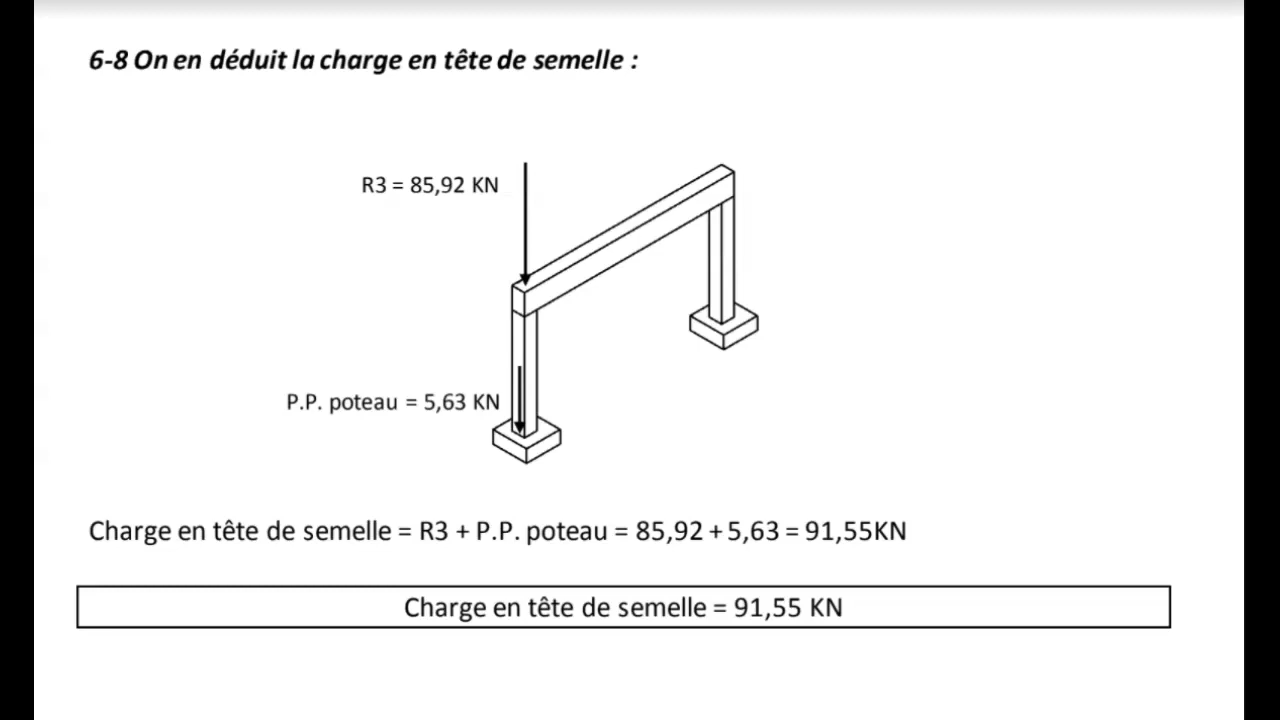 6-8 On en déduit la charge en tête de semelle :
R3 = 85,92 KN
P.P. poteau = 5,63 KN
Charge en tête de semelle = R3 + P.P. poteau = 85,92 + 5,63 = 91,55KN
Charge en tête de semelle = 91,55 KN